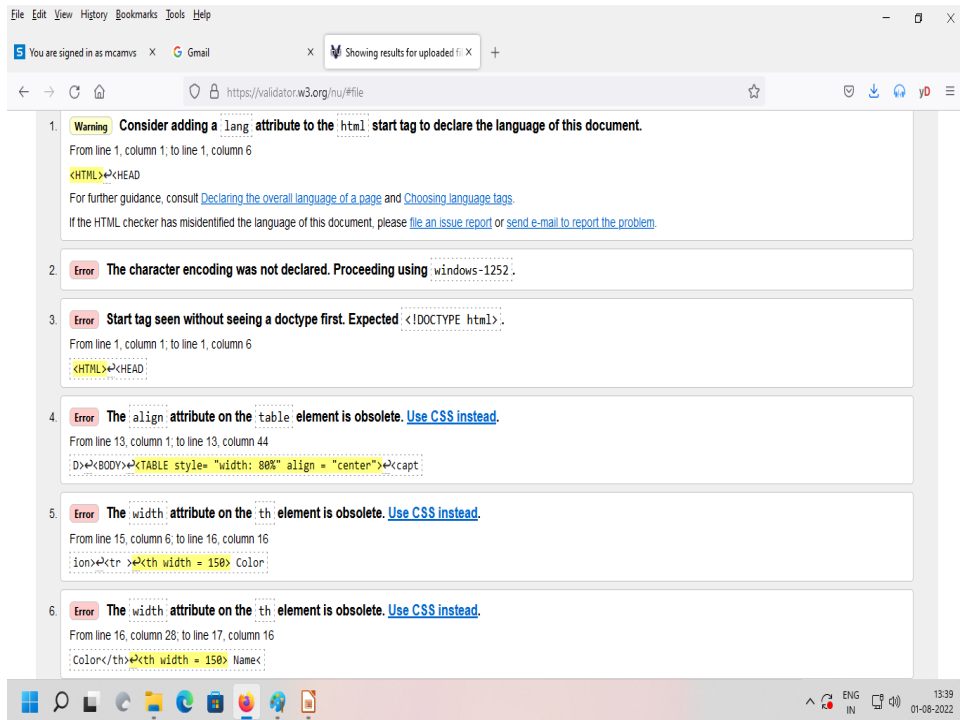 File Edit View History Bookmarks Tools Help
You are signed in as mcamvs
Gmail
Showing results for uploaded fil
https://validator.w3.org/nu/#file
yD
1. Warning Consider adding a lang attribute to the html start tag to declare the language of this document.
From line 1, column 1; to line 1, column 6
<HTML>↩<HEAD
For further guidance, consult Declaring the overall language of a page and Choosing language tags.
If the HTML checker has misidentified the language of this document, please file an issue report or send e-mail to report the problem.
2. Error The character encoding was not declared. Proceeding using windows-1252.
3. Error Start tag seen without seeing a doctype first. Expected <!DOCTYPE html>.
From line 1, column 1; to line 1, column 6
<HTML>↩<HEAD
4. Error The align attribute on the table element is obsolete. Use CSS instead.
From line 13, column 1; to line 13, column 44
D>↩<BODY>↩<TABLE style= "width: 80%" align = "center">↩<capt
5. Error The width attribute on the th element is obsolete. Use CSS instead.
From line 15, column 6; to line 16, column 16
ion>↩<tr >↩<th width = 150> Color
6. Error The width attribute on the th element is obsolete. Use CSS instead.
From line 16, column 28; to line 17, column 16
Color</th>↩<th width = 150> Name<
ENG
IN
13:39
01-08-2022